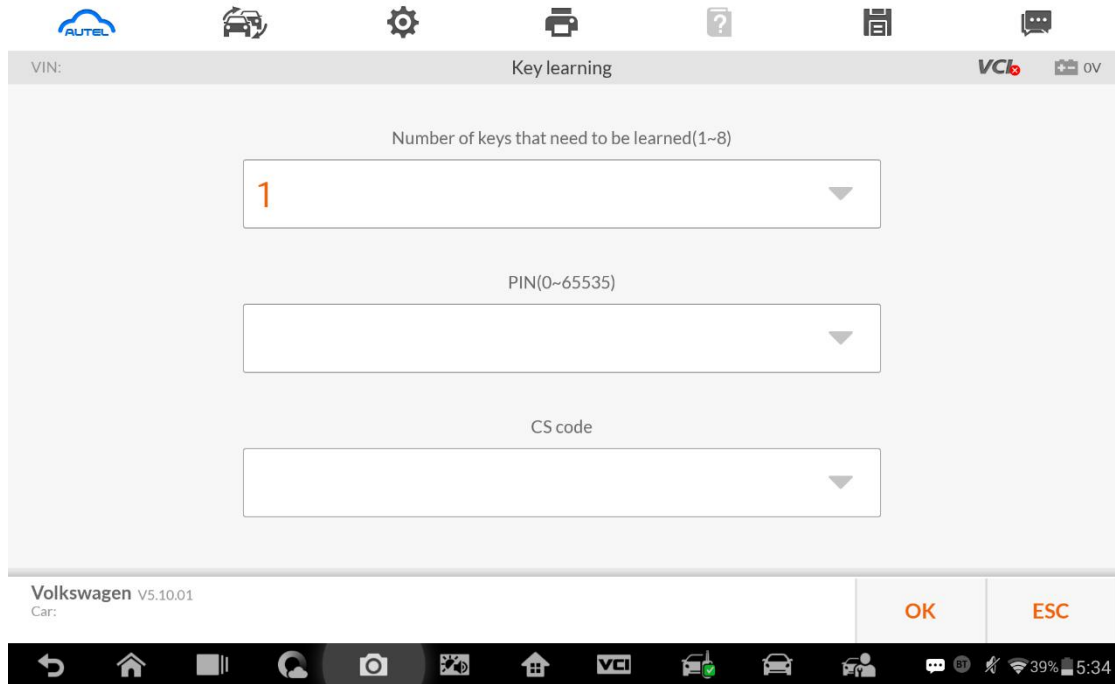 AUTEL
VIN:
Key learning
VCI
0V
Number of keys that need to be learned(1~8)
1
PIN(0~65535)
CS code
Volkswagen V5.10.01
Car:
OK
ESC
VCI
BT
39%
5:34